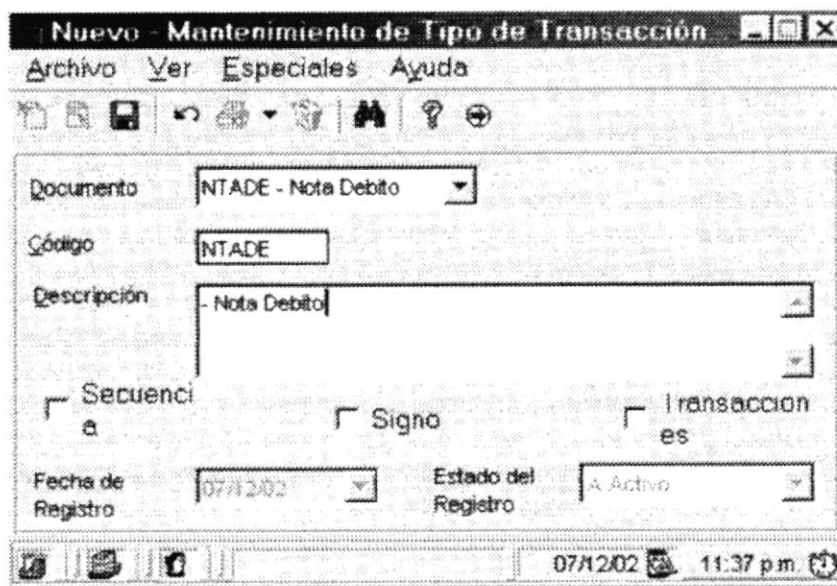 Nuevo - Mantenimiento de Tipo de Transacción
Archivo Ver Especiales Ayuda
Documento NTADE - Nota Debito
Código NTADE
Descripción - Nota Debito
Secuenci
a
Signo
Transaccion
es
Fecha de
Registro
07/12/02
Estado del
Registro
A Activo
07/12/02 11:37 p.m.